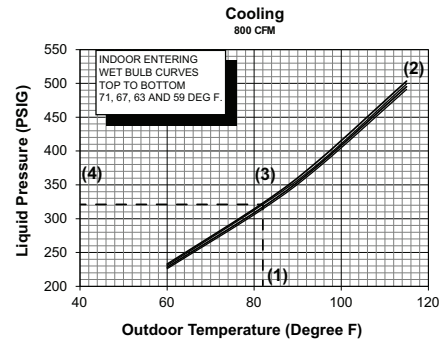 Cooling
800 CFM
INDOOR ENTERING
WET BULB CURVES
TOP TO BOTTOM
71, 67, 63 AND 59 DEG F.
Liquid Pressure (PSIG)
550
500
450
400
350
300
250
200
(2)
(4)
(3)
(1)
40
60
80
100
120
Outdoor Temperature (Degree F)